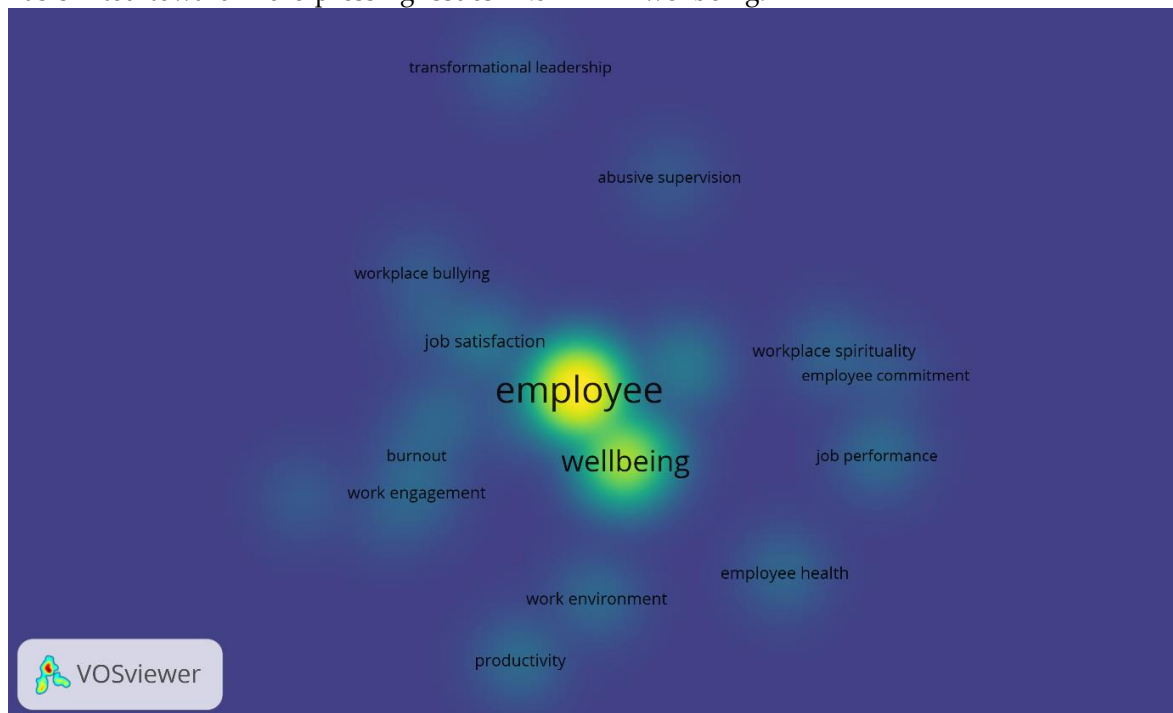 transformational leadership
abusive supervision
workplace bullying
job satisfaction
workplace spirituality
employee commitment
employee
burnout
wellbeing
job performance
work engagement
employee health
work environment
productivity
VOSviewer